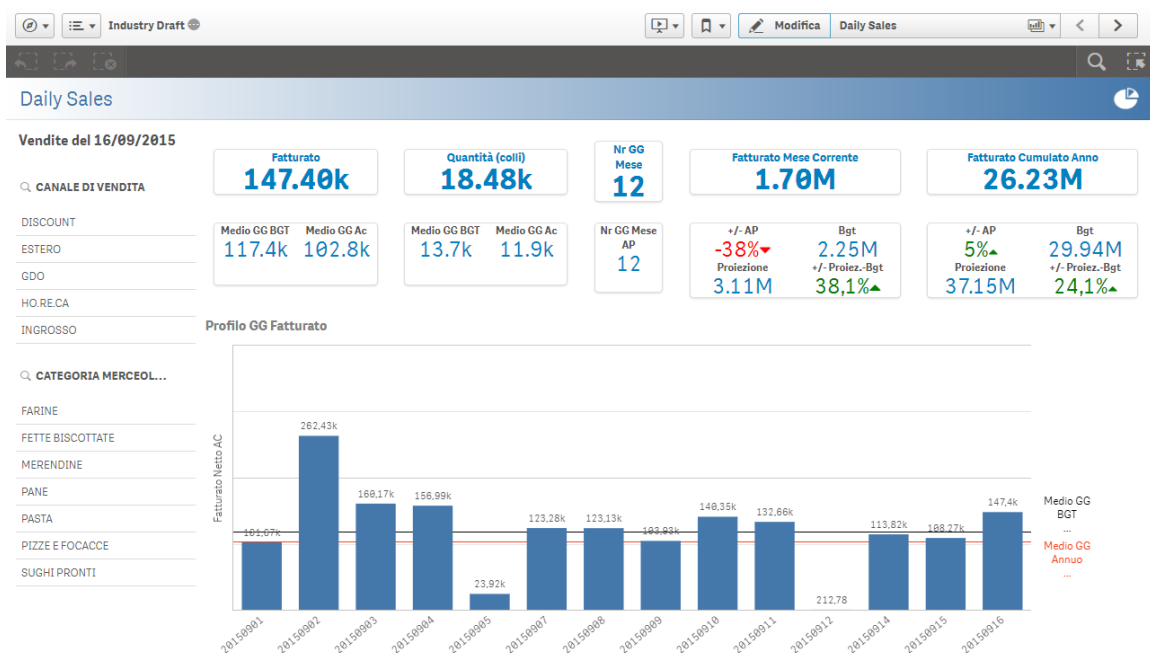 Industry Draft
Modifica
Daily Sales
Daily Sales
Vendite del 16/09/2015
CANALE DI VENDITA
DISCOUNT
ESTERO
GDO
HO.RE.CA
INGROSSO
CATEGORIA MERCEOL...
FARINE
FETTE BISCOTTATE
MERENDINE
PANE
PASTA
PIZZE E FOCACCE
SUGHI PRONTI
Fatturato
147.40k
Quantità (colli)
18.48k
Nr GG
Mese
12
Fatturato Mese Corrente
1.70M
Fatturato Cumulato Anno
26.23M
Medio GG BGT Medio GG Ac
117.4k 102.8k
Medio GG BGT Medio GG Ac
13.7k 11.9k
Nr GG Mese
AP
12
+/- AP Bgt
-38% 2.25M
Proiezione +/- Proiez.-Bgt
3.11M 38,1%
+/- AP Bgt
5% 29.94M
Proiezione +/- Proiez.-Bgt
37.15M 24,1%
Profilo GG Fatturato
Fatturato Netto AC
101,67k
262,43k
160,17k
156,99k
23,92k
123,28k
123,13k
103,93k
140,35k
132,66k
212,78
113,82k
108,27k
147,4k
Medio GG
BGT
...
Medio GG
Annuo
...
20150901
20150902
20150903
20150904
20150905
20150907
20150908
20150909
20150910
20150911
20150912
20150914
20150915
20150916